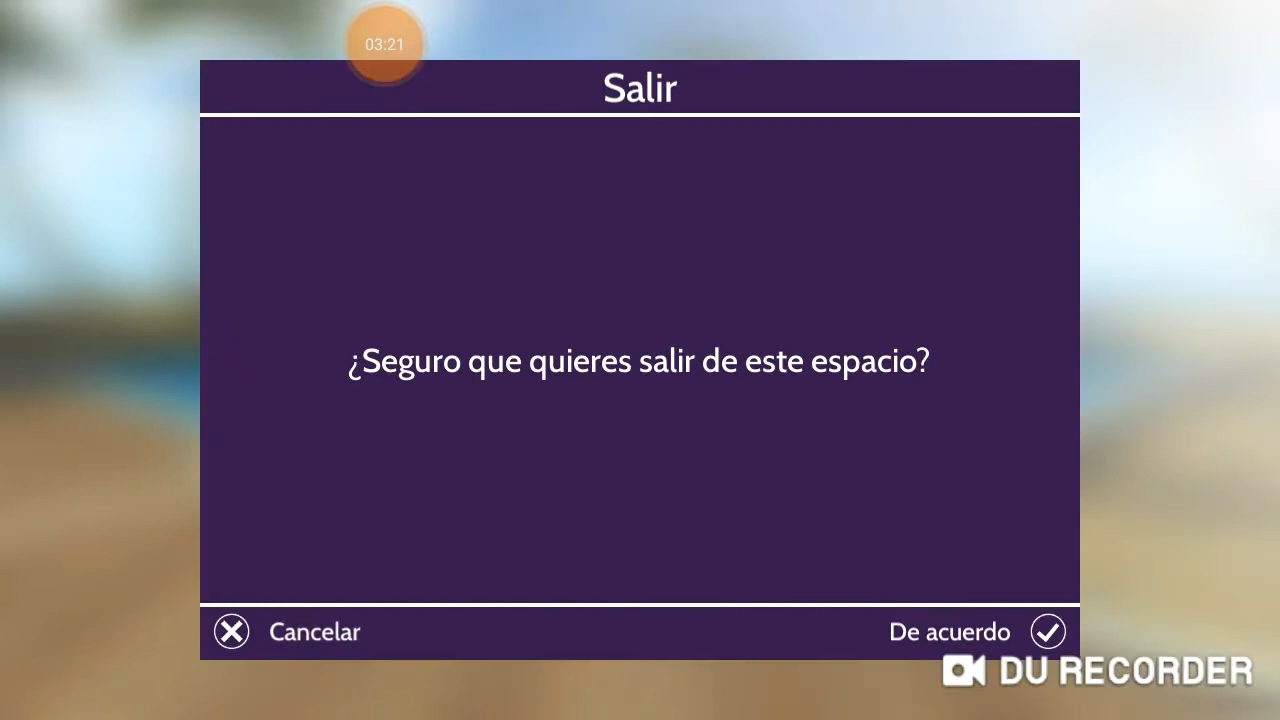 03:21
Salir
¿Seguro que quieres salir de este espacio?
Cancelar
De acuerdo
DU RECORDER